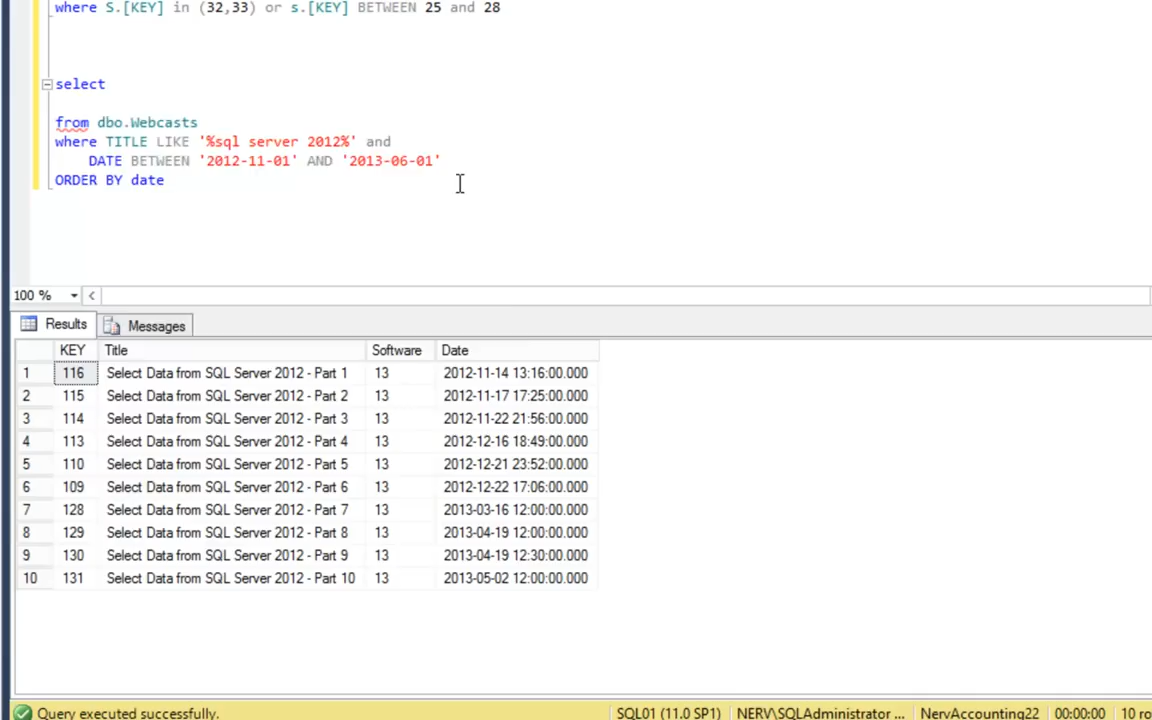 where S.[KEY] in (32,33) or s.[KEY] BETWEEN 25 and 28
select
from dbo.Webcasts
where TITLE LIKE '%sql server 2012%' and
DATE BETWEEN '2012-11-01' AND '2013-06-01'
ORDER BY date
100 %
Results Messages
KEY Title Software Date
1 116 Select Data from SQL Server 2012 - Part 1 13 2012-11-14 13:16:00.000
2 115 Select Data from SQL Server 2012 - Part 2 13 2012-11-17 17:25:00.000
3 114 Select Data from SQL Server 2012 - Part 3 13 2012-11-22 21:56:00.000
4 113 Select Data from SQL Server 2012 - Part 4 13 2012-12-16 18:49:00.000
5 110 Select Data from SQL Server 2012 - Part 5 13 2012-12-21 23:52:00.000
6 109 Select Data from SQL Server 2012 - Part 6 13 2012-12-22 17:06:00.000
7 128 Select Data from SQL Server 2012 - Part 7 13 2013-03-16 12:00:00.000
8 129 Select Data from SQL Server 2012 - Part 8 13 2013-04-19 12:00:00.000
9 130 Select Data from SQL Server 2012 - Part 9 13 2013-04-19 12:30:00.000
10 131 Select Data from SQL Server 2012 - Part 10 13 2013-05-02 12:00:00.000
Query executed successfully. SQL01 (11.0 SP1) NERV\SQLAdministrator ... NervAccounting22 00:00:00 10 ro